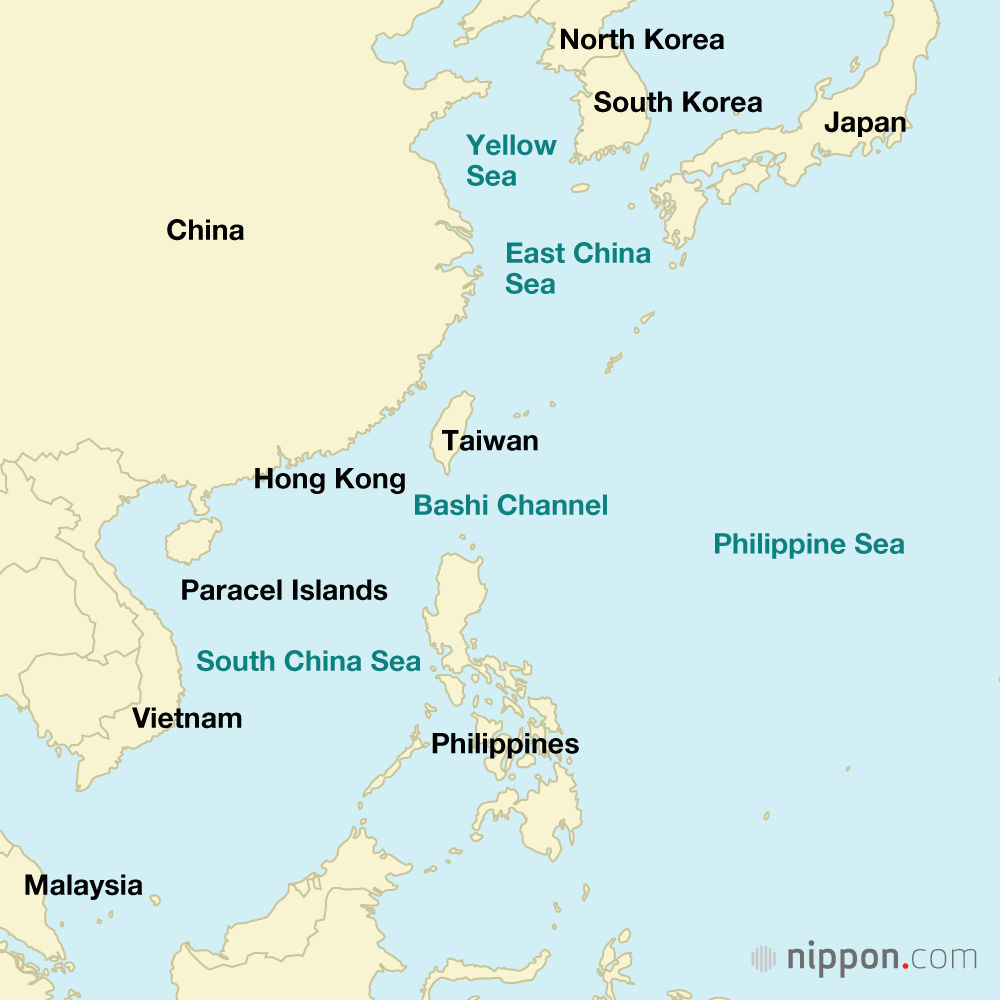 North Korea
South Korea
Japan
Yellow
Sea
China
East China
Sea
Taiwan
Hong Kong
Bashi Channel
Philippine Sea
Paracel Islands
South China Sea
Vietnam
Philippines
Malaysia
nippon.com